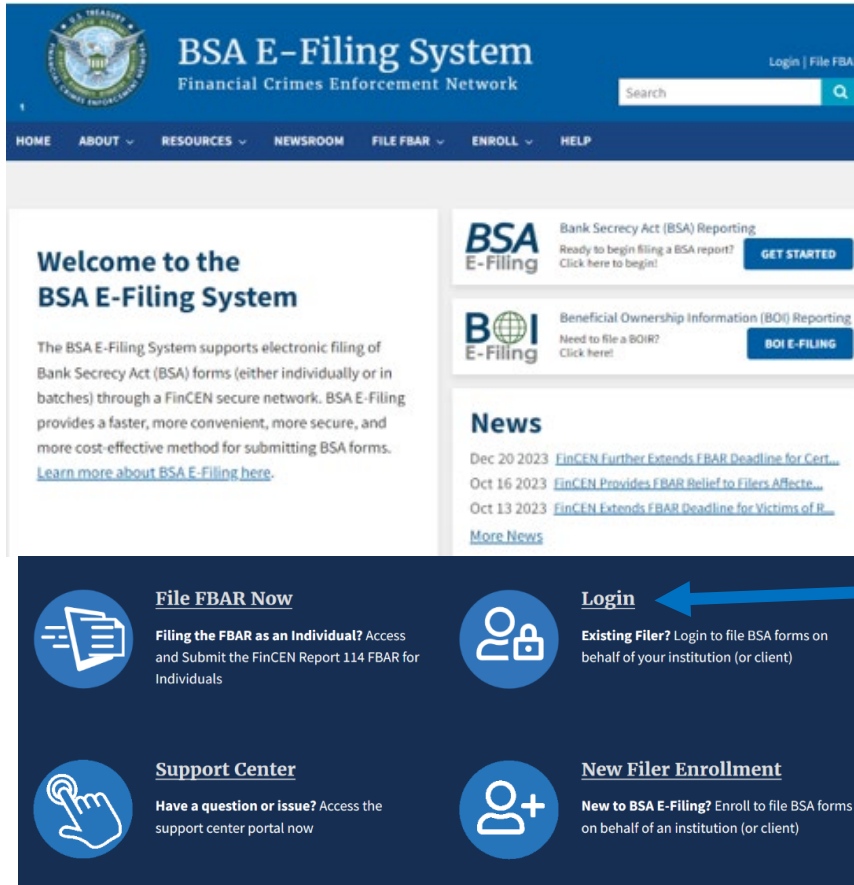 U.S. TREASURY
FINANCIAL CRIMES ENFORCEMENT NETWORK
BSA E-Filing System
Financial Crimes Enforcement Network
Login | File FBA
Search
HOME ABOUT RESOURCES NEWSROOM FILE FBAR ENROLL HELP
Welcome to the
BSA E-Filing System
The BSA E-Filing System supports electronic filing of
Bank Secrecy Act (BSA) forms (either individually or in
batches) through a FinCEN secure network. BSA E-Filing
provides a faster, more convenient, more secure, and
more cost-effective method for submitting BSA forms.
Learn more about BSA E-Filing here.
BSA
E-Filing
Bank Secrecy Act (BSA) Reporting
Ready to begin filing a BSA report?
Click here to begin!
GET STARTED
BOI
E-Filing
Beneficial Ownership Information (BOI) Reporting
Need to file a BOIR?
Click here!
BOI E-FILING
News
Dec 20 2023 FinCEN Further Extends FBAR Deadline for Cert...
Oct 16 2023 FinCEN Provides FBAR Relief to Filers Affecte...
Oct 13 2023 FinCEN Extends FBAR Deadline for Victims of R...
More News
File FBAR Now
Filing the FBAR as an Individual? Access
and Submit the FinCEN Report 114 FBAR for
Individuals
Login
Existing Filer? Login to file BSA forms on
behalf of your institution (or client)
Support Center
Have a question or issue? Access the
support center portal now
New Filer Enrollment
New to BSA E-Filing? Enroll to file BSA forms
on behalf of an institution (or client)